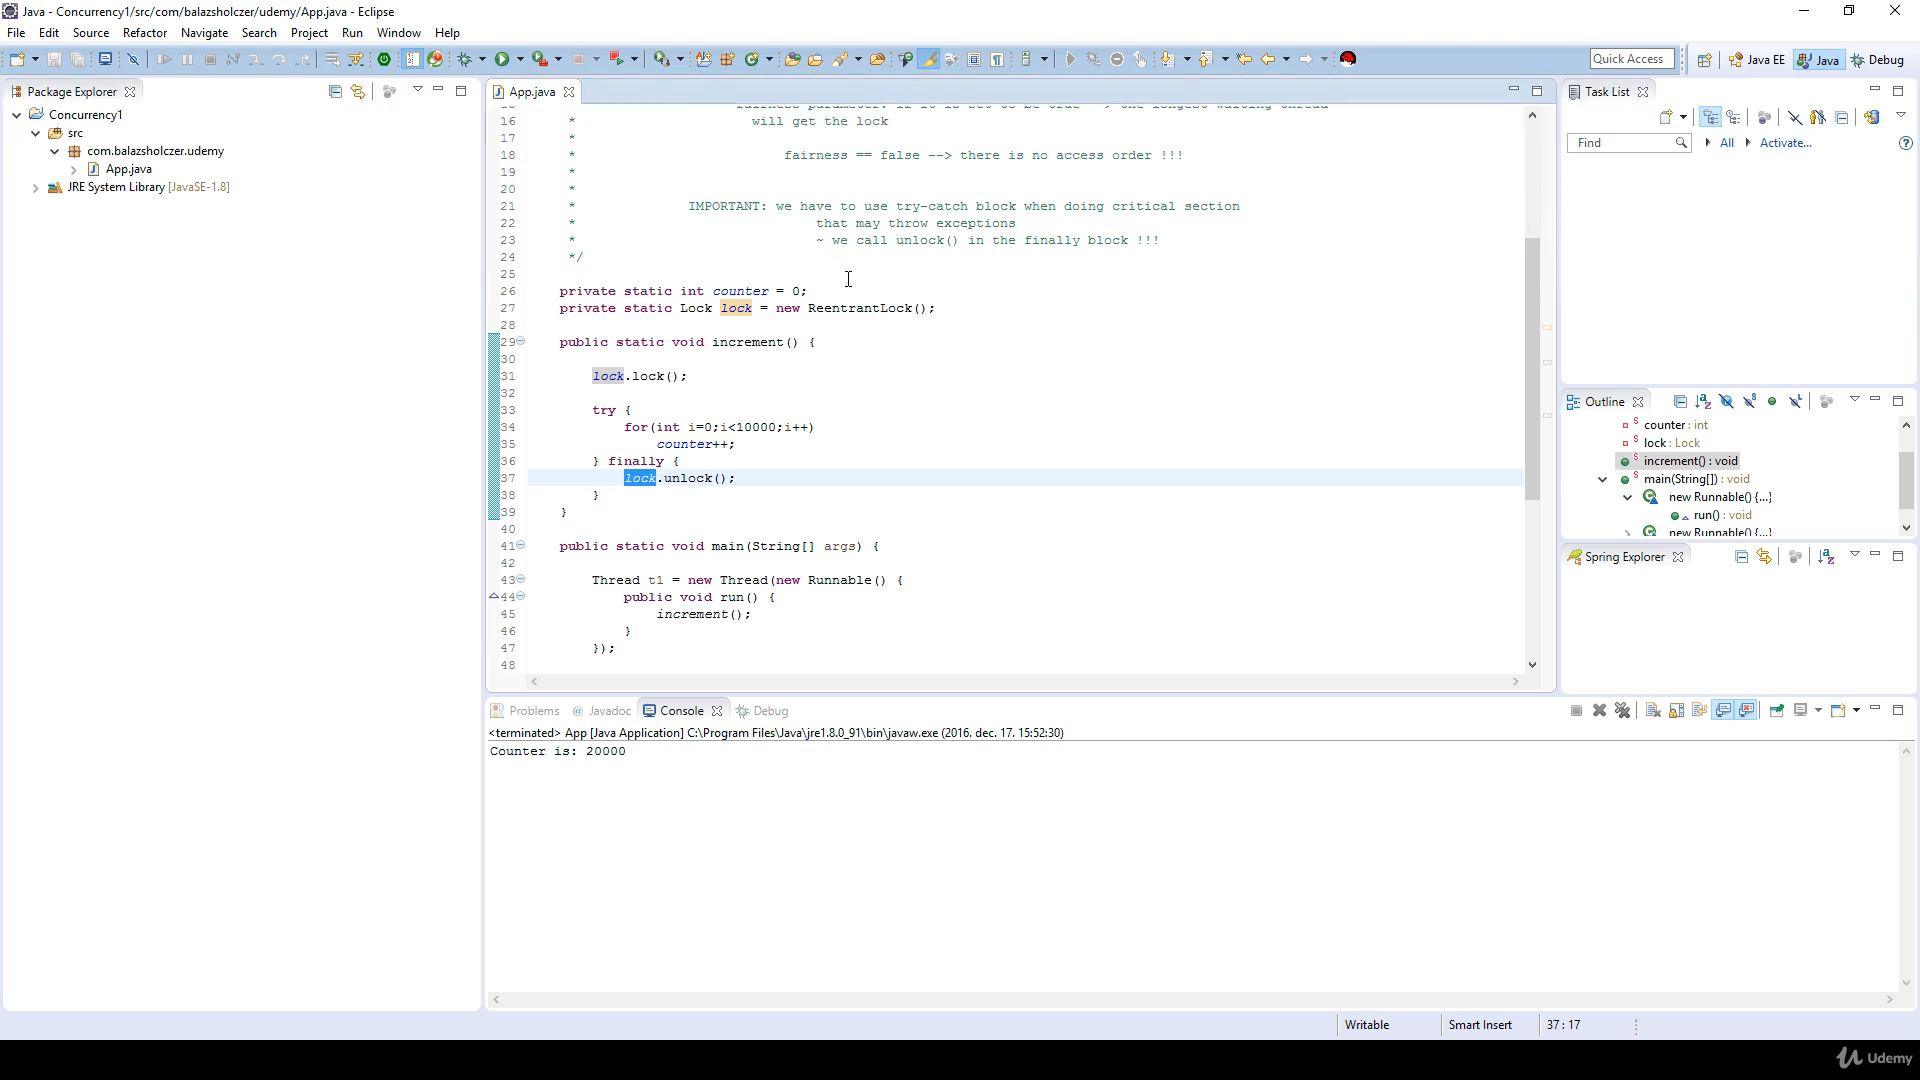 Java - Concurrency1/src/com/balazsholczer/udemy/App.java - Eclipse
File Edit Source Refactor Navigate Search Project Run Window Help
Quick Access Java EE Java Debug
Package Explorer
Concurrency1
src
com.balazsholczer.udemy
App.java
JRE System Library [JavaSE-1.8]
App.java
16 * will get the lock
17 *
18 * fairness == false --> there is no access order !!!
19 *
20 *
21 * IMPORTANT: we have to use try-catch block when doing critical section
22 * that may throw exceptions
23 * ~ we call unlock() in the finally block !!!
24 */
25
26 private static int counter = 0;
27 private static Lock lock = new ReentrantLock();
28
29 public static void increment() {
30
31 lock.lock();
32
33 try {
34 for(int i=0;i<10000;i++)
35 counter++;
36 } finally {
37 lock.unlock();
38 }
39 }
40
41 public static void main(String[] args) {
42
43 Thread t1 = new Thread(new Runnable() {
44 public void run() {
45 increment();
46 }
47 });
48
Task List
Find All Activate...
Outline
counter : int
lock : Lock
increment() : void
main(String[]) : void
new Runnable() {...}
run() : void
new Runnable() {...}
Spring Explorer
Problems @ Javadoc Console Debug
<terminated> App [Java Application] C:\Program Files\Java\jre1.8.0_91\bin\javaw.exe (2016. dec. 17. 15:52:30)
Counter is: 20000
Writable Smart Insert 37 : 17
Udemy